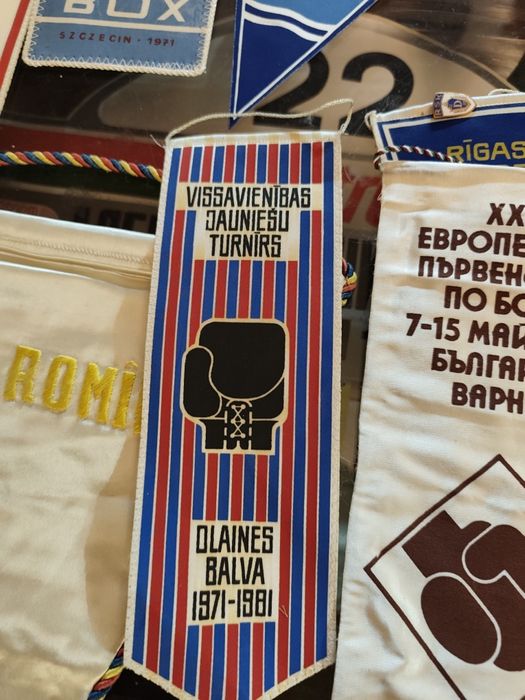 BOX
SZCZECIN - 1971
22
RĪGAS
VISSAVIENĪBAS
JAUNIEŠU
TURNĪRS
OLAINES
BALVA
1971-1981
XX
ЕВРОПЕ
ПЪРВЕН
ПО БО
7-15 МАЙ
БЪЛГАР
ВАРН